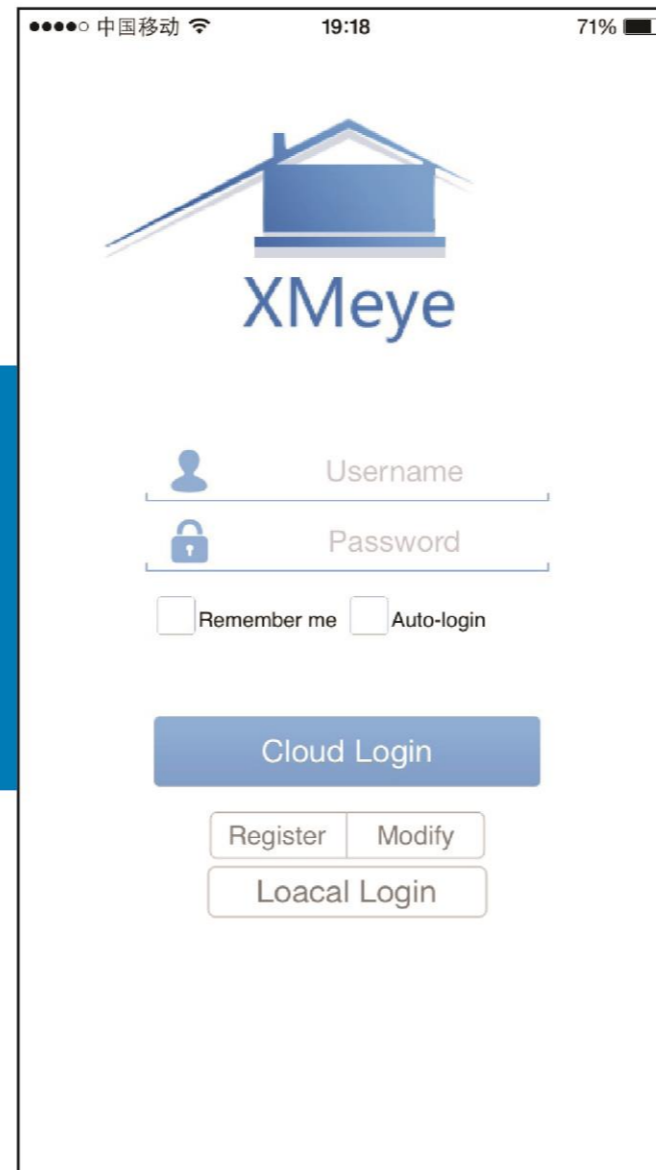 中国移动 19:18 71%
XMeye
Username
Password
Remember me Auto-login
Cloud Login
Register Modify
Loacal Login